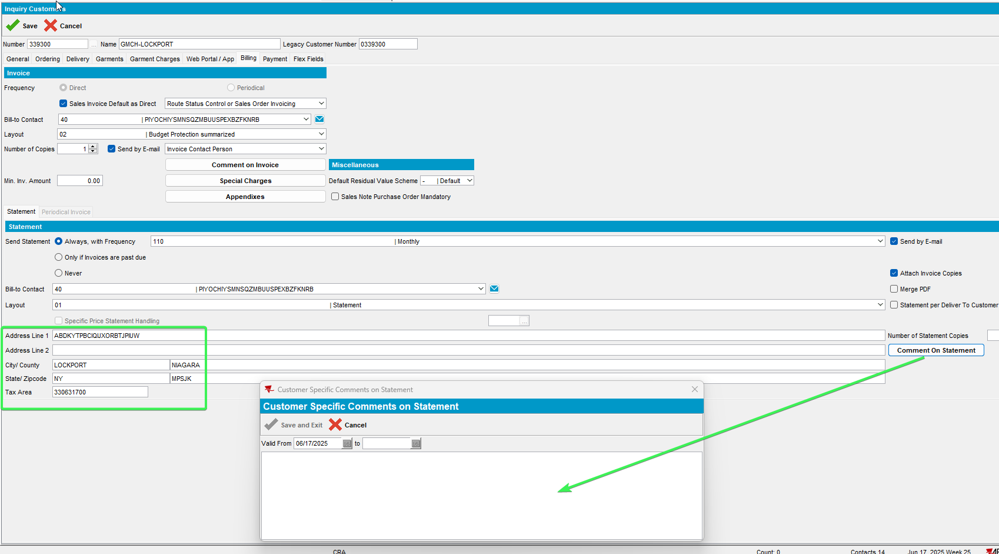 Inquiry Customers
Save Cancel
Number 339300 ... Name GMCH-LOCKPORT Legacy Customer Number 0339300
General Ordering Delivery Garments Garment Charges Web Portal / App Billing Payment Flex Fields
Invoice
Frequency Direct Periodical
Sales Invoice Default as Direct Route Status Control or Sales Order Invoicing
Bill-to Contact 40 | PIYOCHIYSMNSQZMBUUSPEXBZFKNRB
Layout 02 | Budget Protection summarized
Number of Copies 1 Send by E-mail Invoice Contact Person
Comment on Invoice Miscellaneous
Min. Inv. Amount 0.00 Special Charges Default Residual Value Scheme - | Default
Appendixes Sales Note Purchase Order Mandatory
Statement Periodical Invoice
Statement
Send Statement Always, with Frequency 110 | Monthly Send by E-mail
Only if Invoices are past due
Never Attach Invoice Copies
Bill-to Contact 40 | PIYOCHIYSMNSQZMBUUSPEXBZFKNRB Merge PDF
Layout 01 | Statement Statement per Deliver To Customer
Specific Price Statement Handling ...
Address Line 1 ABDKYTPBCIQIJXORBTJPIUW Number of Statement Copies
Address Line 2 Comment On Statement
City/ County LOCKPORT NIAGARA
State/ Zipcode NY MPSJK
Tax Area 330631700
Customer Specific Comments on Statement
Customer Specific Comments on Statement
Save and Exit Cancel
Valid From 06/17/2025 16 to 16
CRA Count: 0 Contacts 14 Jun 17, 2025 Week 25